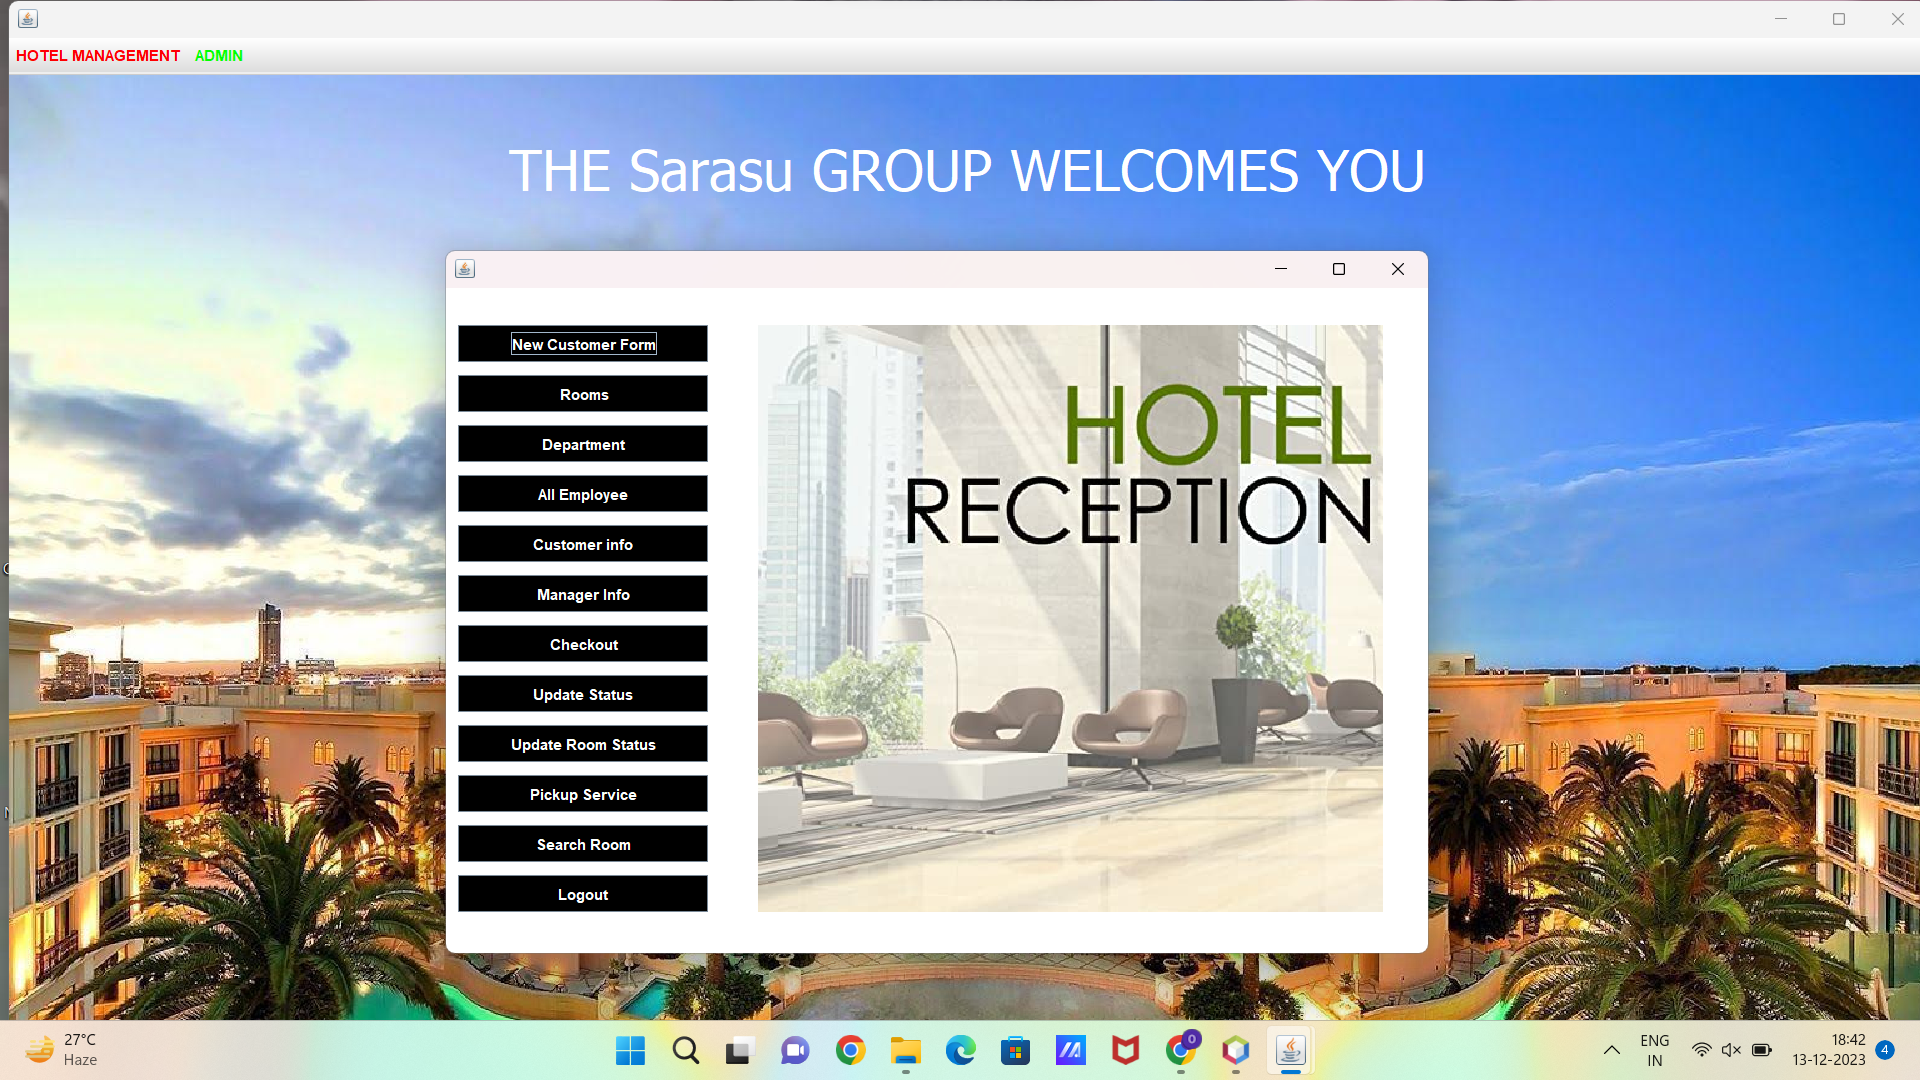 HOTEL MANAGEMENT ADMIN
THE Sarasu GROUP WELCOMES YOU
New Customer Form
Rooms
Department
All Employee
Customer info
Manager Info
Checkout
Update Status
Update Room Status
Pickup Service
Search Room
Logout
HOTEL
RECEPTION
27°C
Haze
0
ENG
IN
18:42
13-12-2023
4